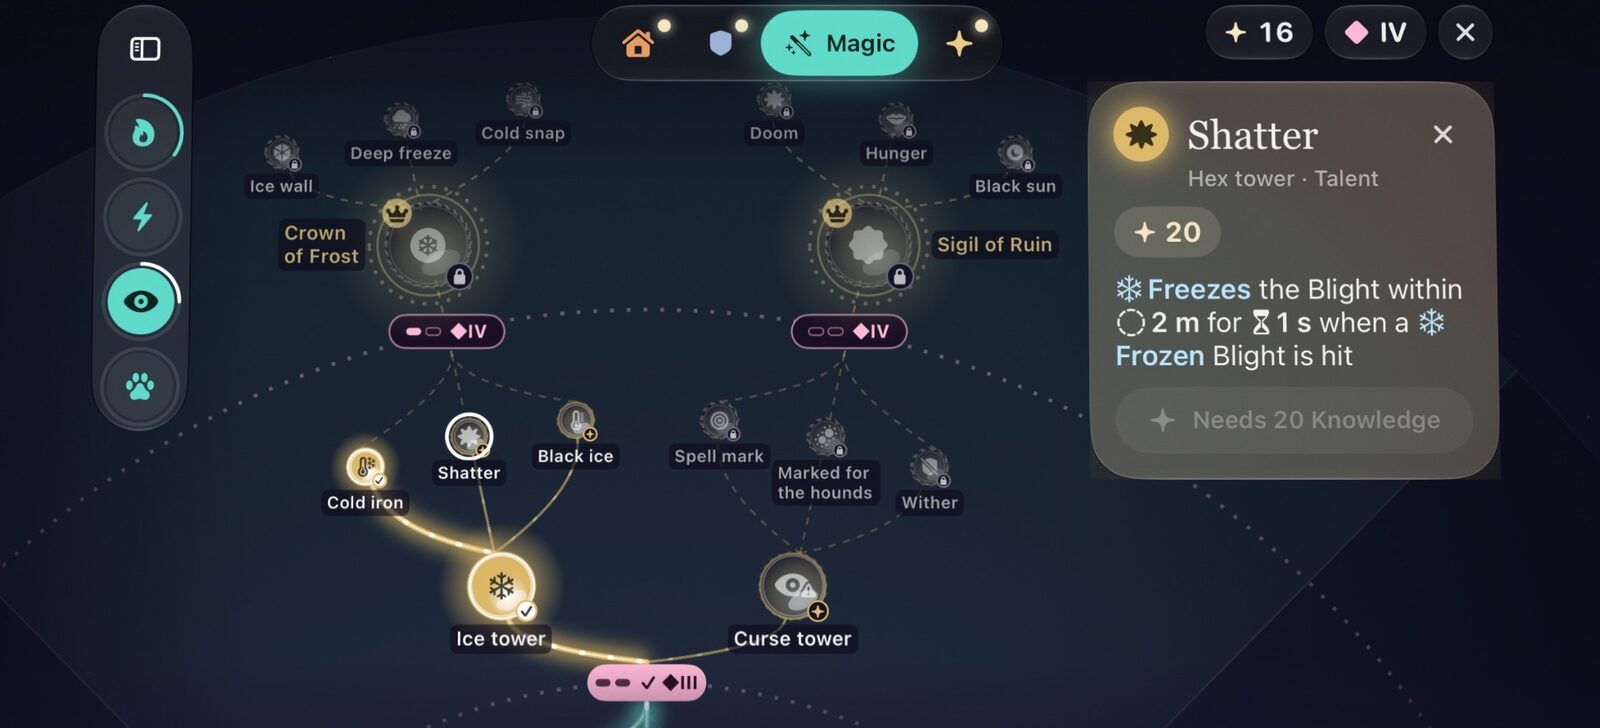 Magic
16
IV
Cold snap
Doom
Deep freeze
Hunger
Ice wall
Black sun
Crown
of Frost
Sigil of Ruin
IV
IV
Shatter
Hex tower · Talent
20
Freezes the Blight within
2 m for 1 s when a
Frozen Blight is hit
Needs 20 Knowledge
Cold iron
Shatter
Black ice
Spell mark
Marked for
the hounds
Wither
Ice tower
Curse tower
III